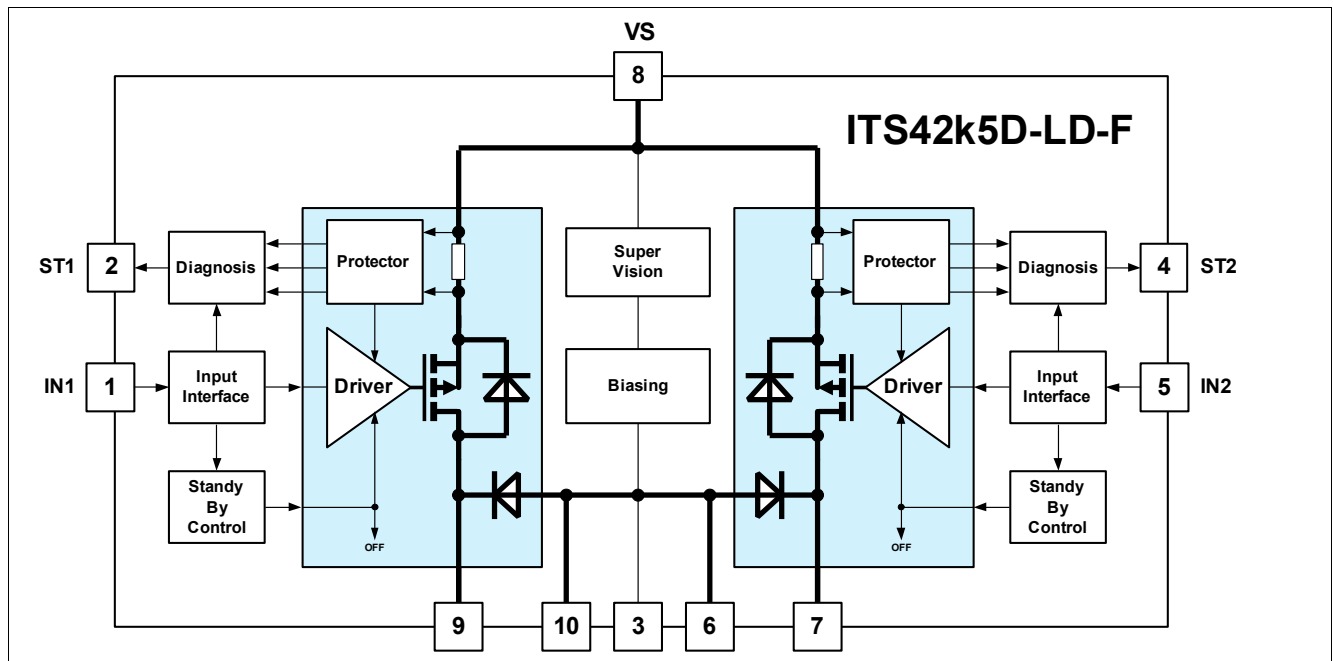 VS
8
ITS42k5D-LD-F
ST1
2
Diagnosis
Protector
Super
Vision
Protector
Diagnosis
4
ST2
IN1
1
Input
Interface
Driver
Biasing
Driver
Input
Interface
5
IN2
Standy
By
Control
OFF
OFF
Standy
By
Control
9
10
3
6
7